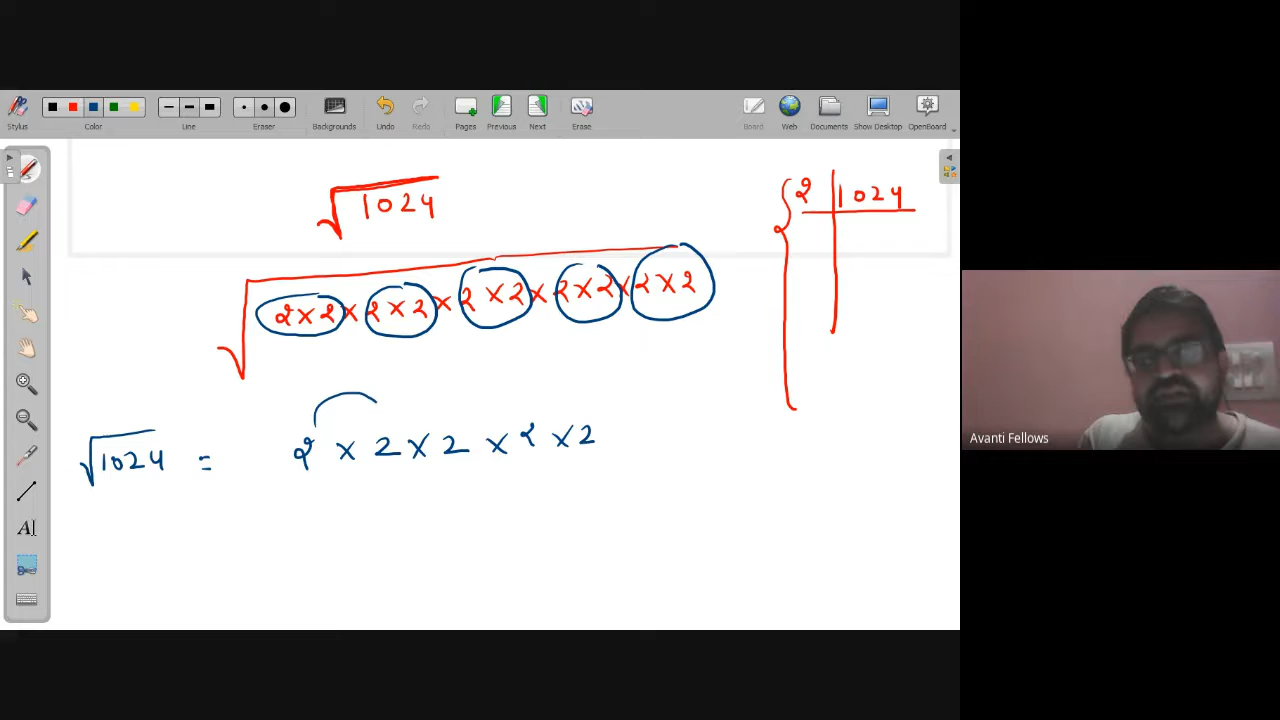 Stylus
Color
Line
Eraser
Backgrounds
Undo
Redo
Pages
Previous
Next
Erase
Board
Web
Documents
Show Desktop
OpenBoard
√1024
2 | 1024
√2×2×2×2×2×2×2×2×2×2
√1024 = 2 × 2 × 2 × 2 × 2
Avanti Fellows